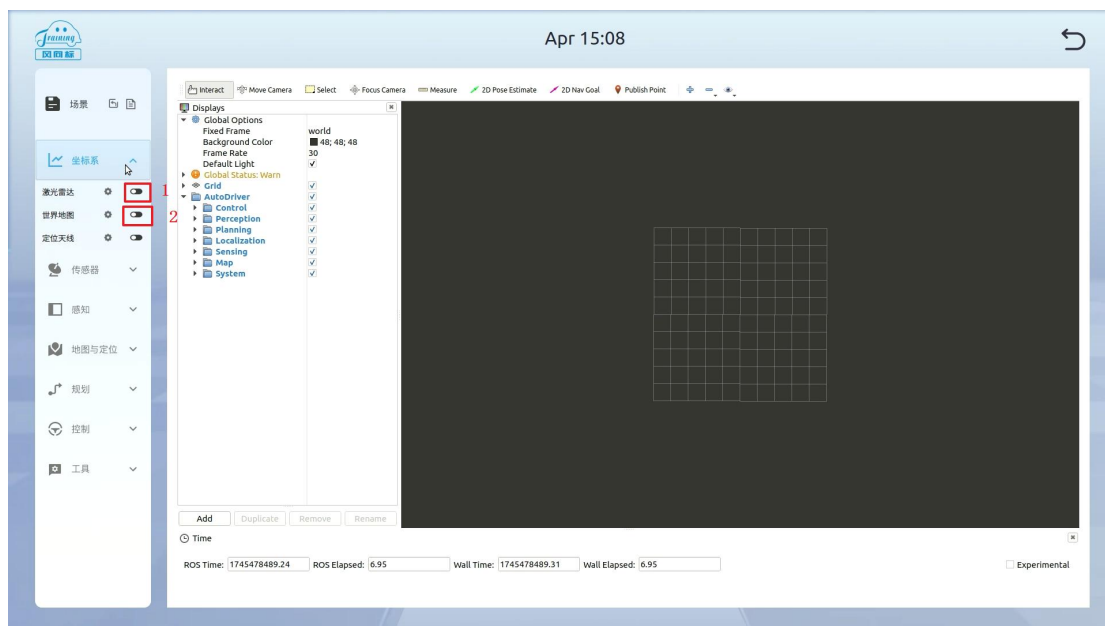 Training
风向标
Apr 15:08
场景
坐标系
激光雷达
1
世界地图
2
定位天线
传感器
感知
地图与定位
规划
控制
工具
Interact Move Camera Select Focus Camera Measure 2D Pose Estimate 2D Nav Goal Publish Point
Displays
Global Options
Fixed Frame world
Background Color 48; 48; 48
Frame Rate 30
Default Light
Global Status: Warn
Grid
AutoDriver
Control
Perception
Planning
Localization
Sensing
Map
System
Add Duplicate Remove Rename
Time
ROS Time: 1745478489.24 ROS Elapsed: 6.95 Wall Time: 1745478489.31 Wall Elapsed: 6.95 Experimental